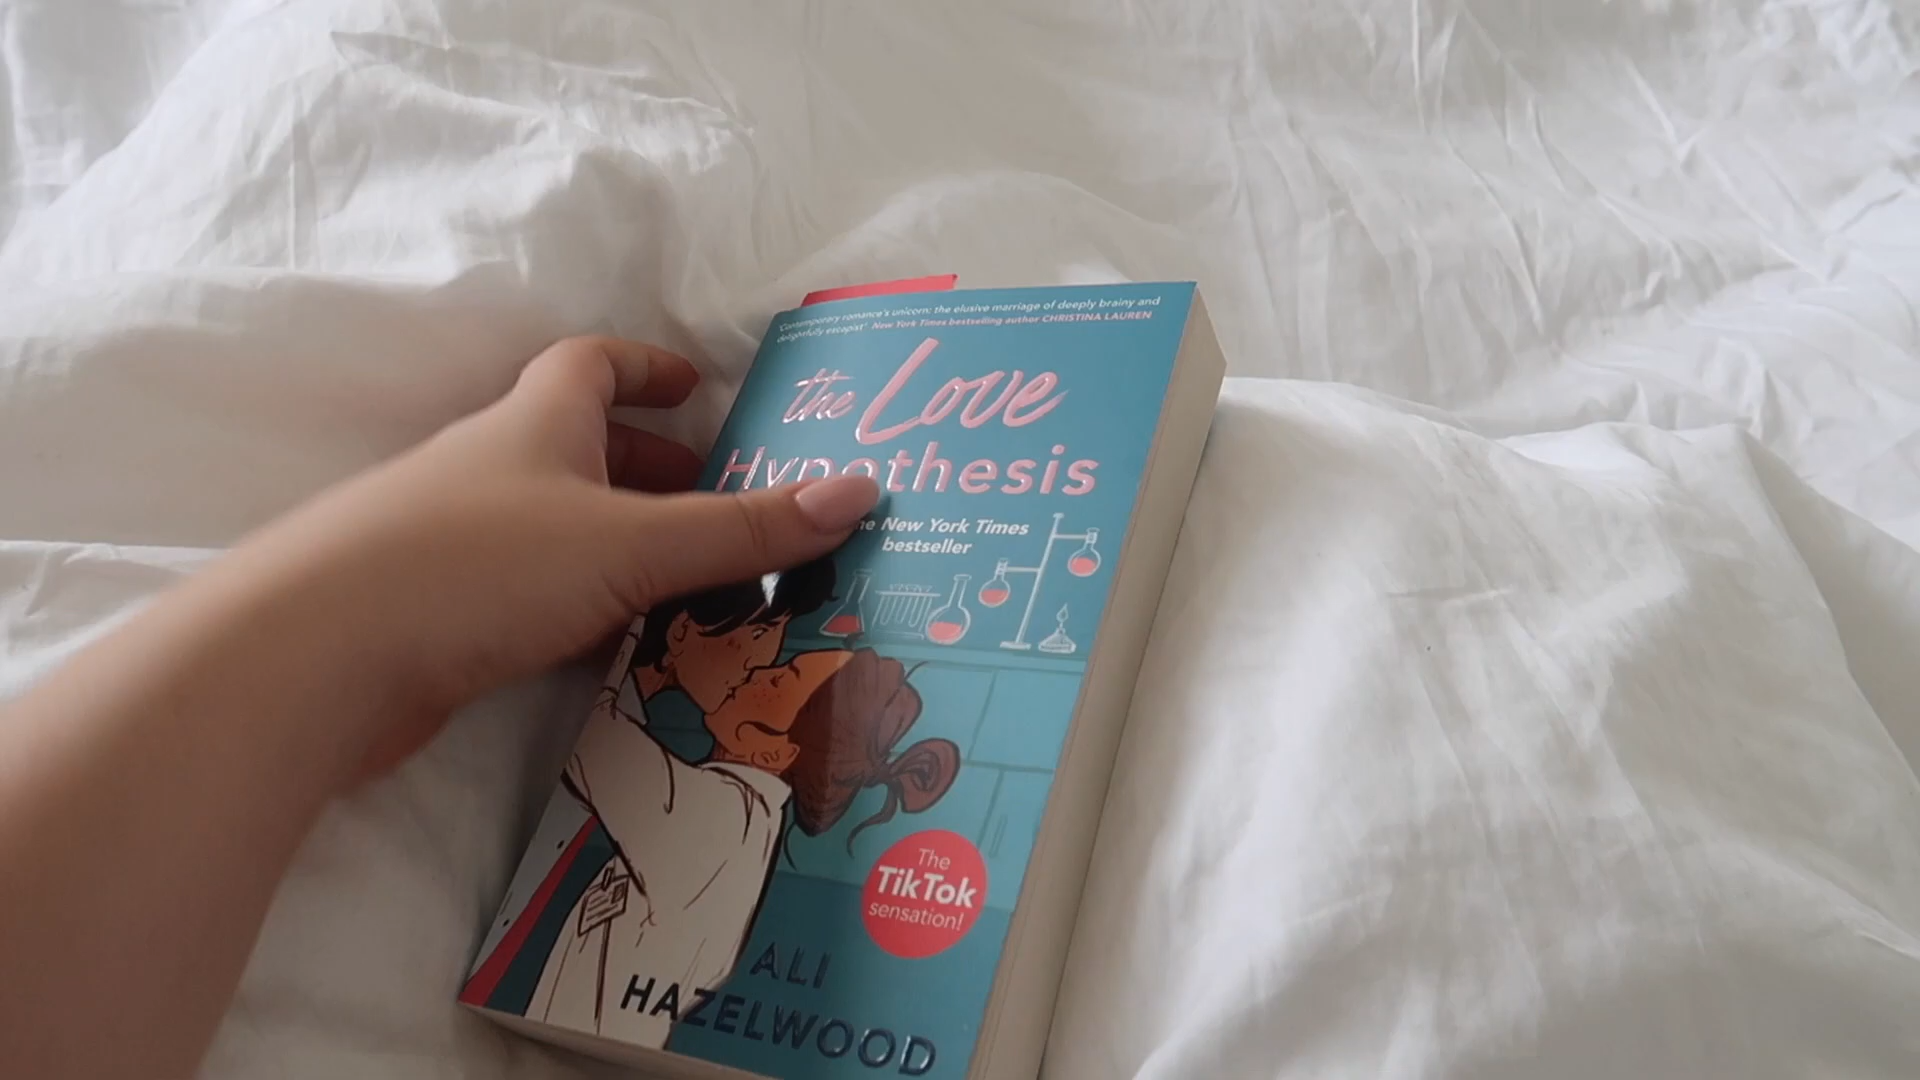 'Contemporary romance's unicorn: the elusive marriage of deeply brainy and
delightfully escapist' New York Times bestselling author CHRISTINA LAUREN
the Love
Hypothesis
New York Times
bestseller
The
TikTok
sensation!
ALI
HAZELWOOD